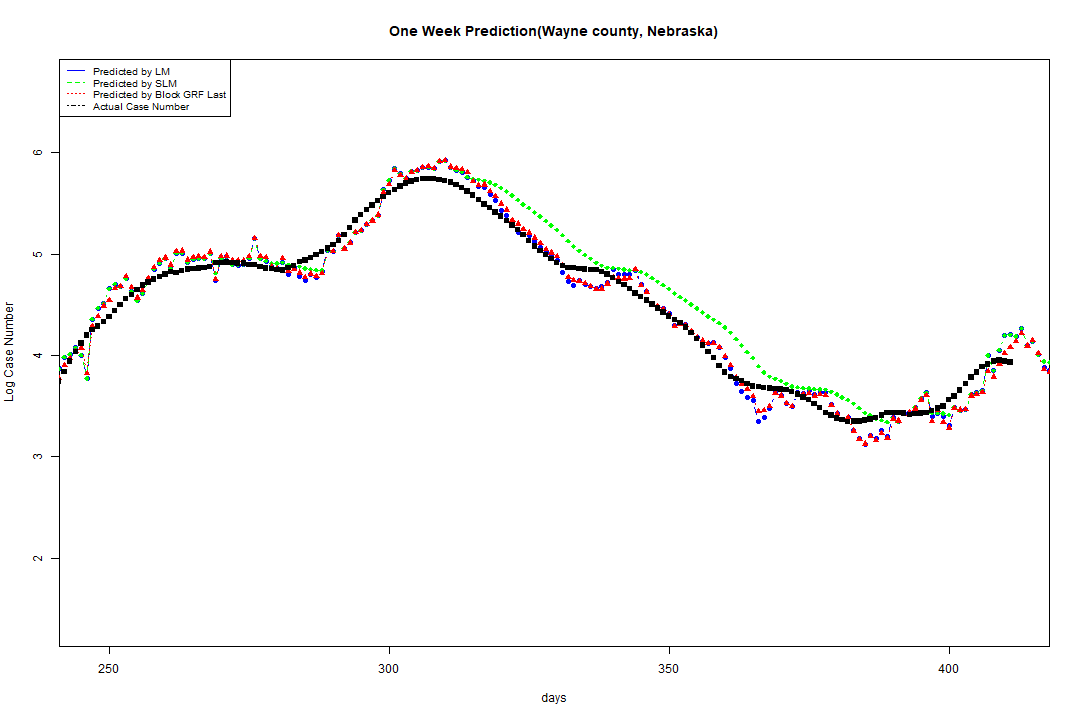 One Week Prediction(Wayne county, Nebraska)
Predicted by LM
Predicted by SLM
Predicted by Block GRF Last
Actual Case Number
6
5
4
3
2
Log Case Number
250
300
350
400
days